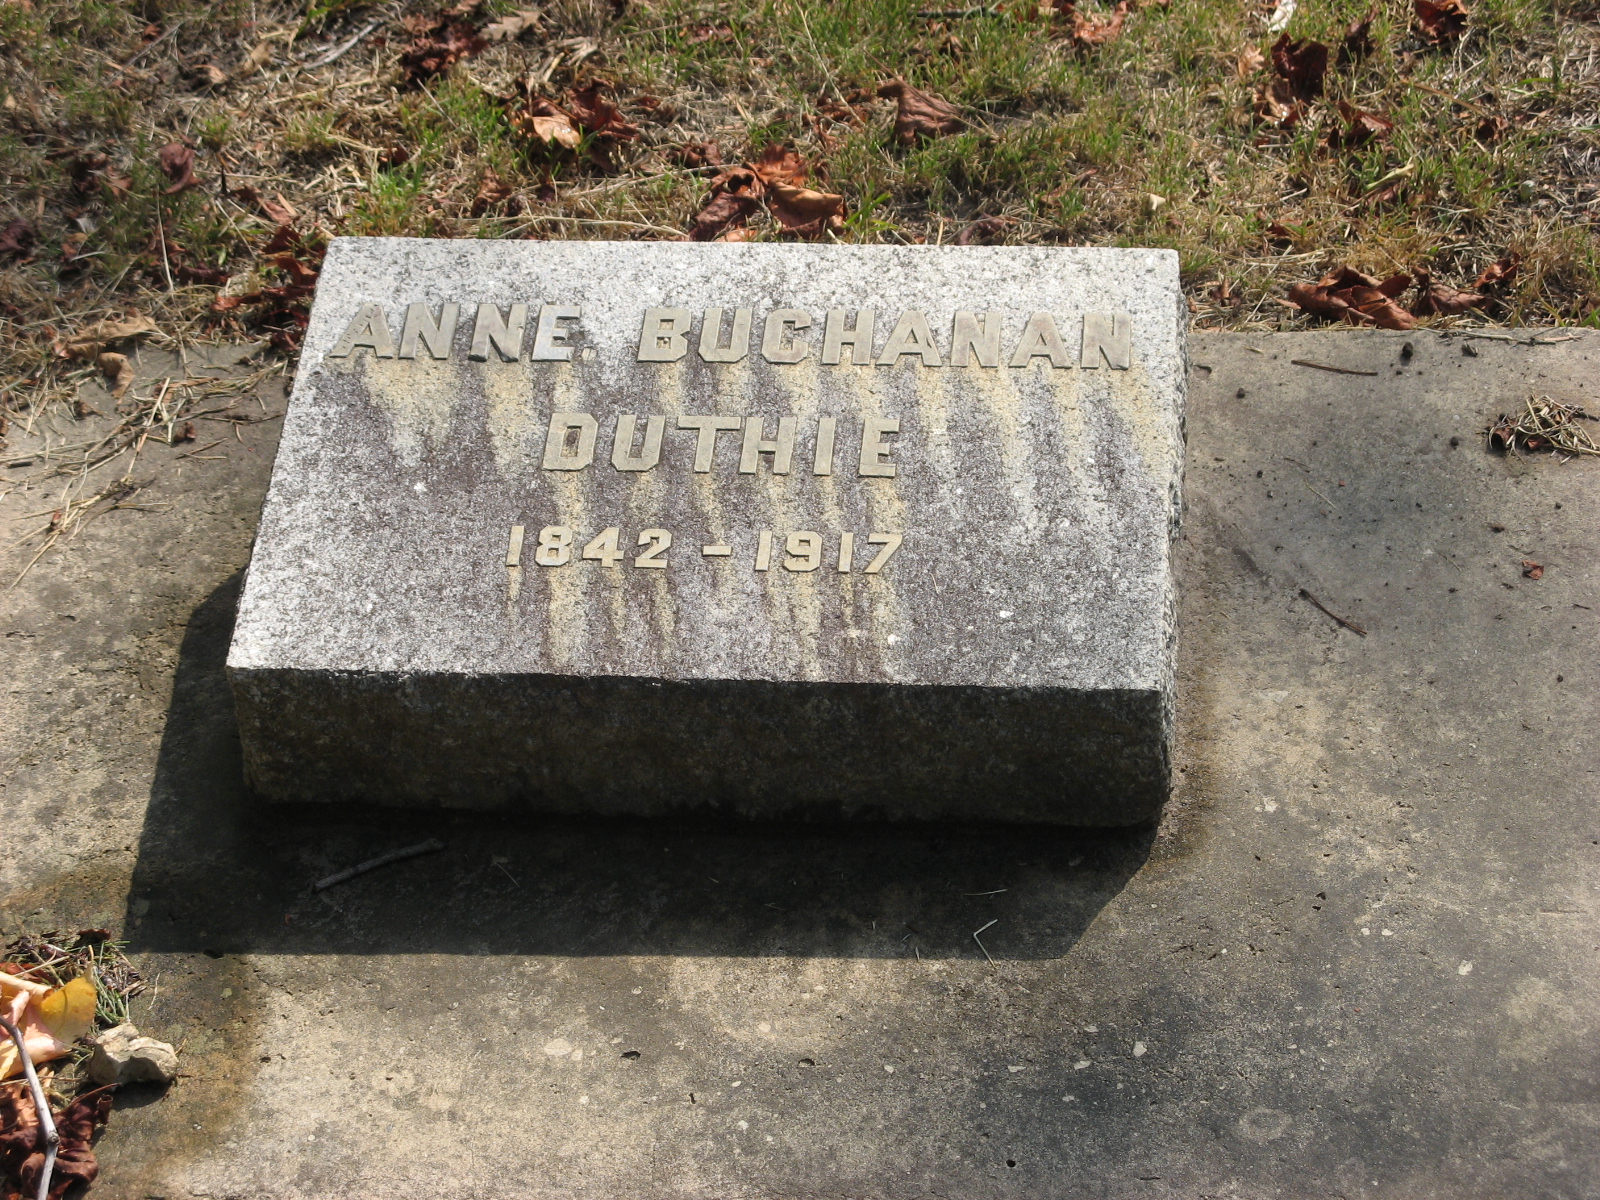 ANNE. BUCHANAN
DUTHIE
1842 - 1917